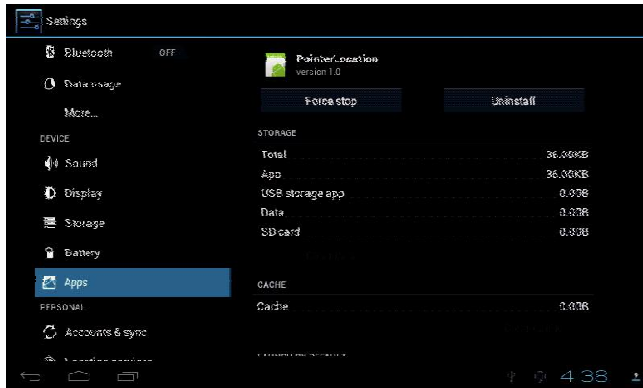 Settings
Bluetooth OFF
Data usage
More...
DEVICE
Sound
Display
Storage
Battery
Apps
PERSONAL
Accounts & sync
Location services
PointerLocation
version 1.0
Force stop
Uninstall
STORAGE
Total 36.00KB
App 36.00KB
USB storage app 0.00B
Data 0.00B
SD card 0.00B
CACHE
Cache 0.00B
4:38